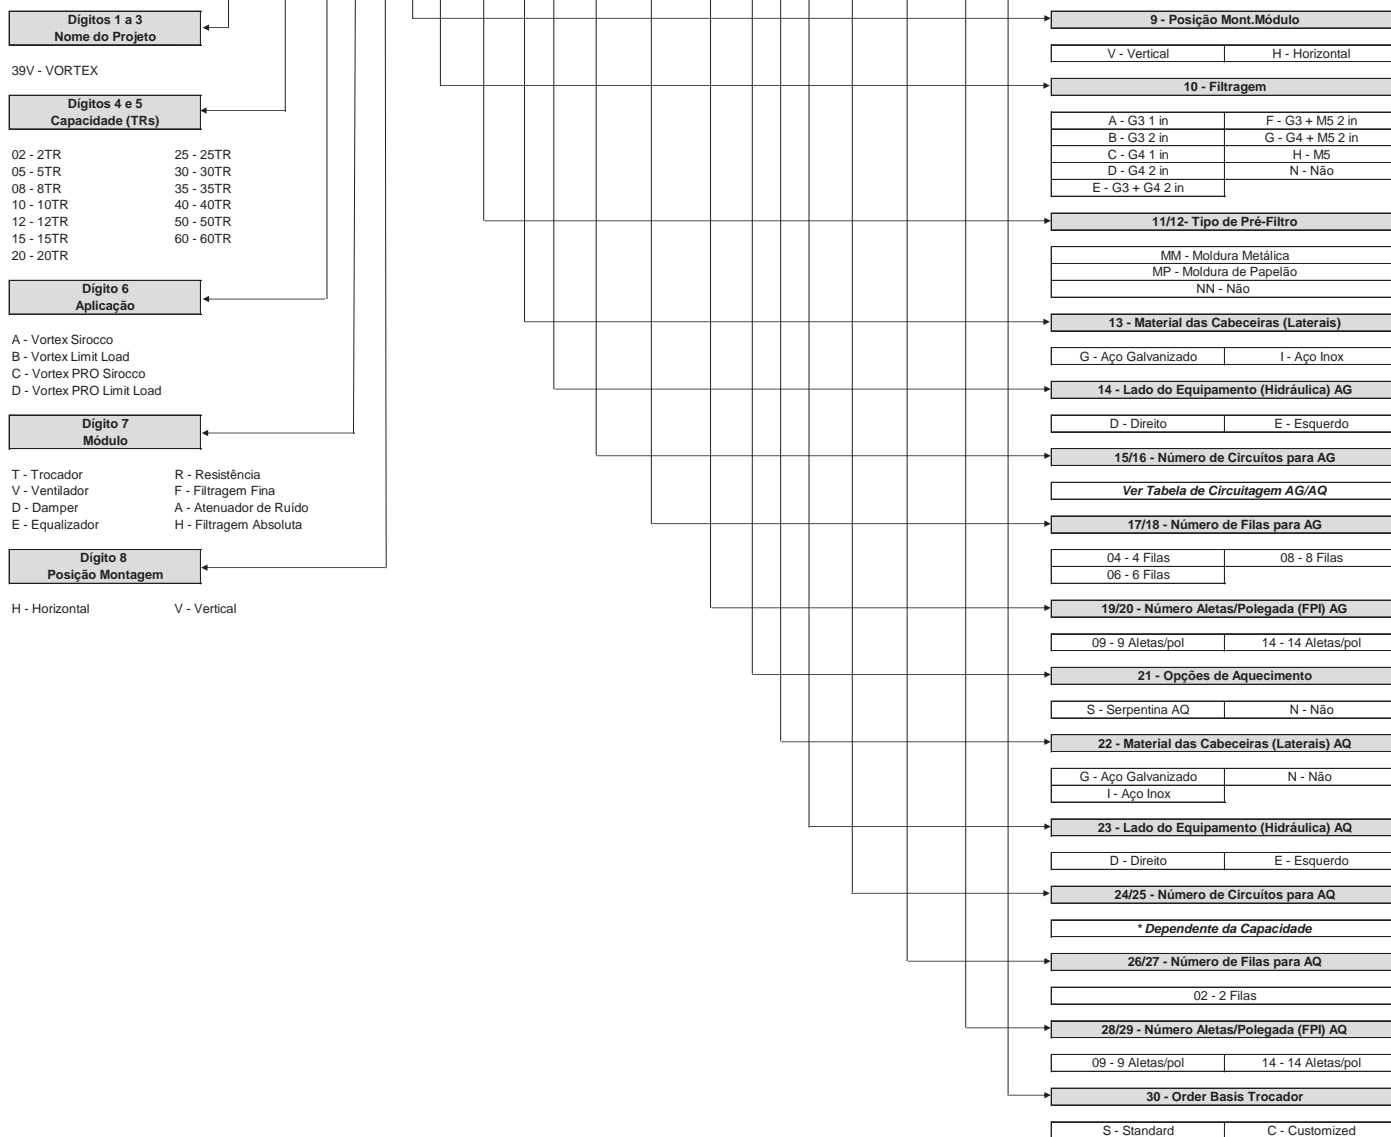 Dígitos 1 a 3
Nome do Projeto
39V - VORTEX
Dígitos 4 e 5
Capacidade (TRs)
02 - 2TR 25 - 25TR
05 - 5TR 30 - 30TR
08 - 8TR 35 - 35TR
10 - 10TR 40 - 40TR
12 - 12TR 50 - 50TR
15 - 15TR 60 - 60TR
20 - 20TR
Dígito 6
Aplicação
A - Vortex Sirocco
B - Vortex Limit Load
C - Vortex PRO Sirocco
D - Vortex PRO Limit Load
Dígito 7
Módulo
T - Trocador R - Resistência
V - Ventilador F - Filtragem Fina
D - Damper A - Atenuador de Ruído
E - Equalizador H - Filtragem Absoluta
Dígito 8
Posição Montagem
H - Horizontal V - Vertical
9 - Posição Mont.Módulo
V - Vertical H - Horizontal
10 - Filtragem
A - G3 1 in F - G3 + M5 2 in
B - G3 2 in G - G4 + M5 2 in
C - G4 1 in H - M5
D - G4 2 in N - Não
E - G3 + G4 2 in
11/12- Tipo de Pré-Filtro
MM - Moldura Metálica
MP - Moldura de Papelão
NN - Não
13 - Material das Cabeceiras (Laterais)
G - Aço Galvanizado I - Aço Inox
14 - Lado do Equipamento (Hidráulica) AG
D - Direito E - Esquerdo
15/16 - Número de Circuítos para AG
Ver Tabela de Circuitagem AG/AQ
17/18 - Número de Filas para AG
04 - 4 Filas 08 - 8 Filas
06 - 6 Filas
19/20 - Número Aletas/Polegada (FPI) AG
09 - 9 Aletas/pol 14 - 14 Aletas/pol
21 - Opções de Aquecimento
S - Serpentina AQ N - Não
22 - Material das Cabeceiras (Laterais) AQ
G - Aço Galvanizado N - Não
I - Aço Inox
23 - Lado do Equipamento (Hidráulica) AQ
D - Direito E - Esquerdo
24/25 - Número de Circuítos para AQ
* Dependente da Capacidade
26/27 - Número de Filas para AQ
02 - 2 Filas
28/29 - Número Aletas/Polegada (FPI) AQ
09 - 9 Aletas/pol 14 - 14 Aletas/pol
30 - Order Basis Trocador
S - Standard C - Customized